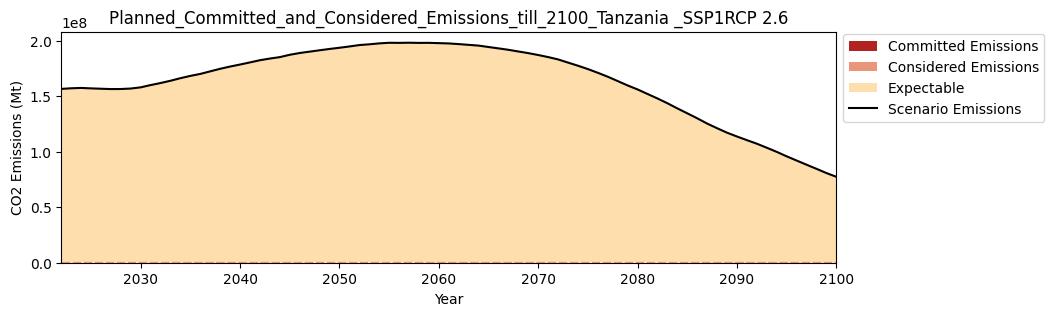 Planned_Committed_and_Considered_Emissions_till_2100_Tanzania _SSP1RCP 2.6
1e8
2.0
1.5
1.0
0.5
0.0
CO2 Emissions (Mt)
2030 2040 2050 2060 2070 2080 2090 2100
Year
Committed Emissions
Considered Emissions
Expectable
Scenario Emissions